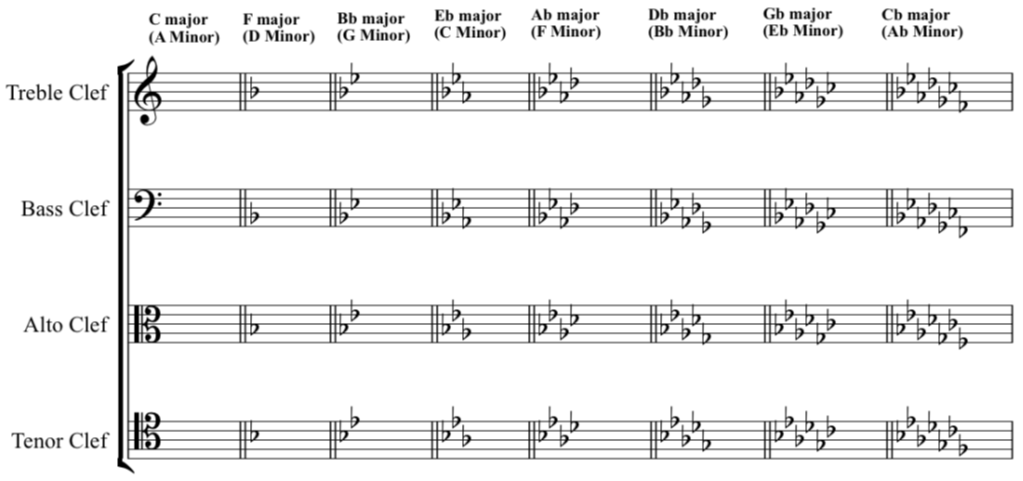 C major F major Bb major Eb major Ab major Db major Gb major Cb major
(A Minor) (D Minor) (G Minor) (C Minor) (F Minor) (Bb Minor) (Eb Minor) (Ab Minor)
Treble Clef
Bass Clef
Alto Clef
Tenor Clef